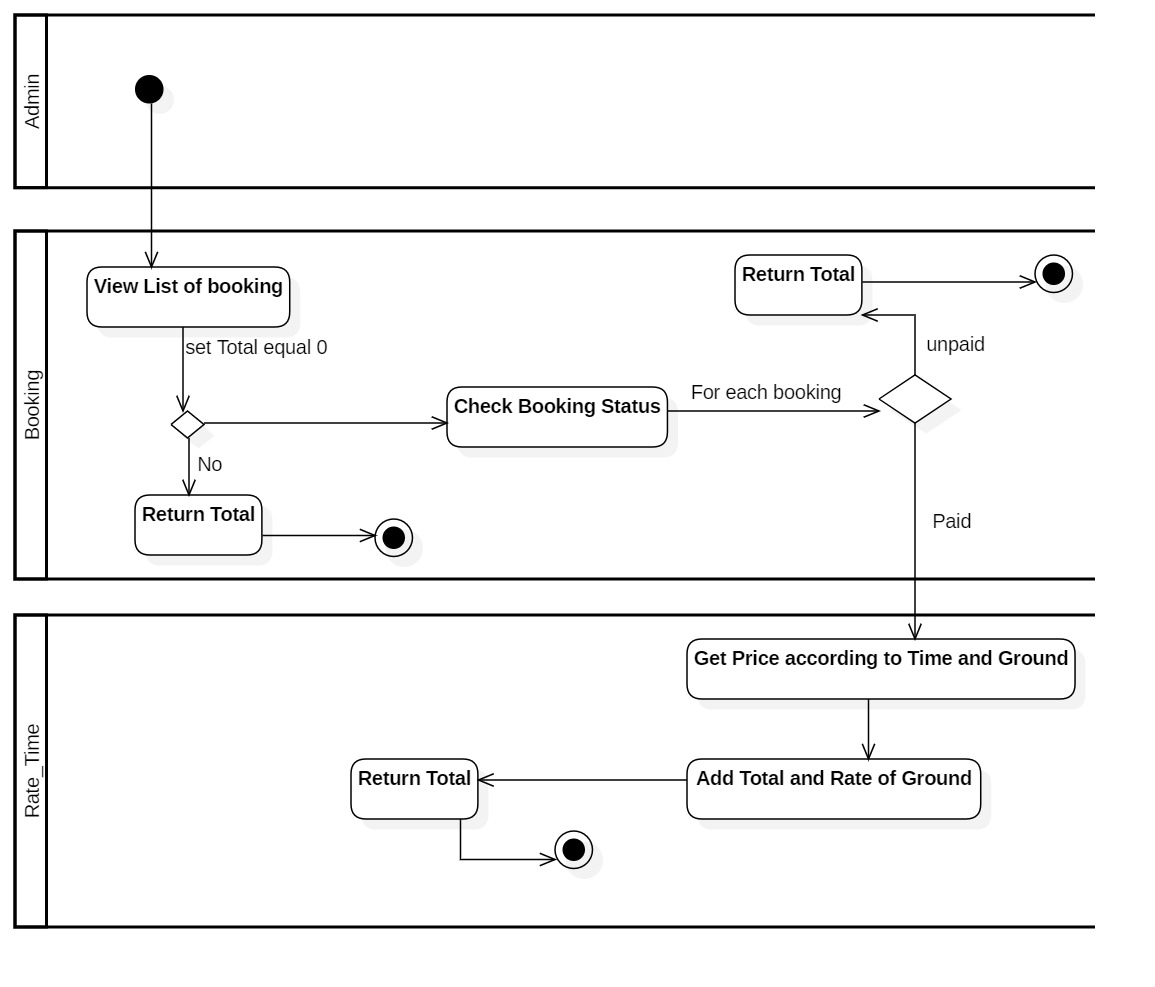 Admin
Booking
View List of booking
set Total equal 0
No
Return Total
Check Booking Status
For each booking
Return Total
unpaid
Paid
Rate_Time
Get Price according to Time and Ground
Add Total and Rate of Ground
Return Total